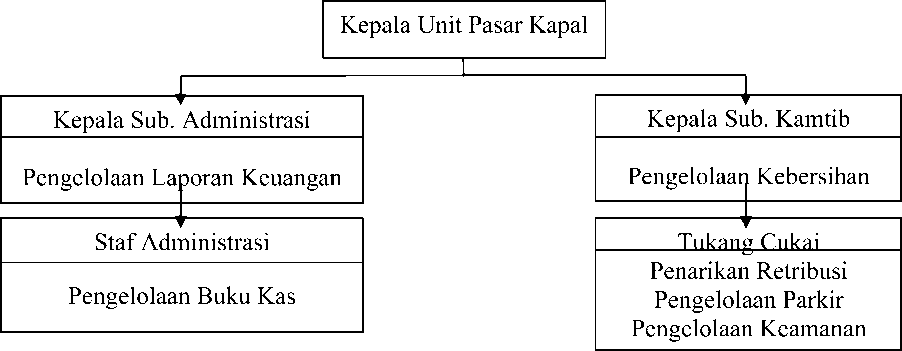 Kepala Unit Pasar Kapal
Kepala Sub. Administrasi
Pengelolaan Laporan Keuangan
Staf Administrasi
Pengelolaan Buku Kas
Kepala Sub. Kamtib
Pengelolaan Kebersihan
Tukang Cukai
Penarikan Retribusi
Pengelolaan Parkir
Pengelolaan Keamanan